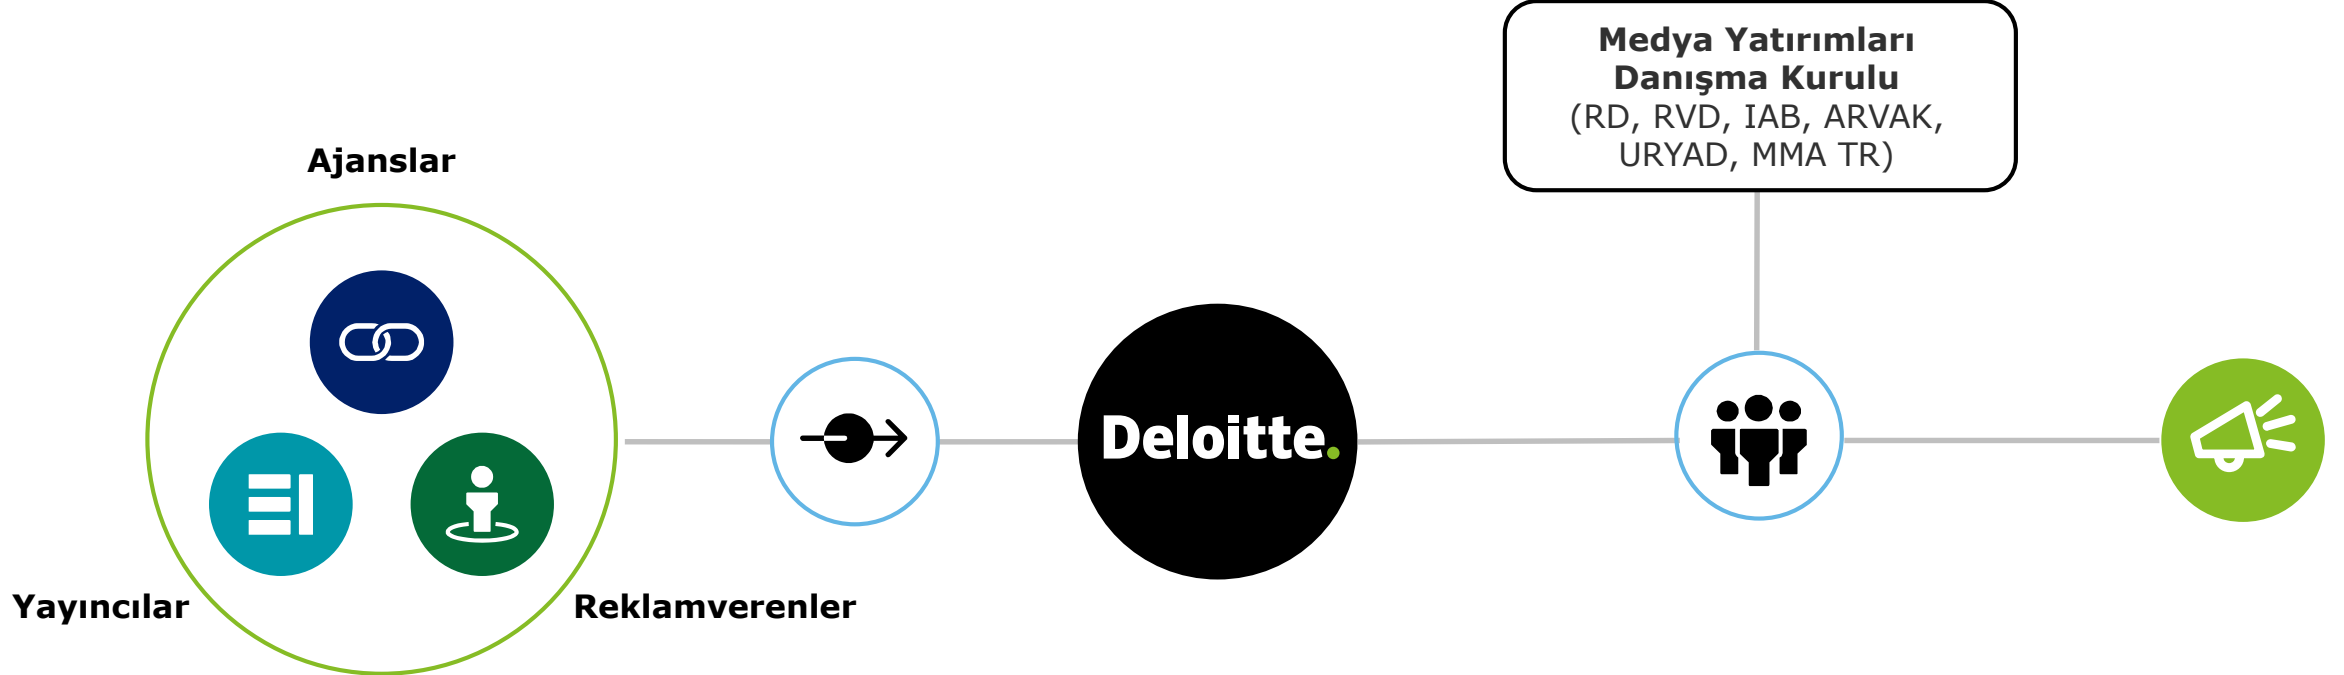 Medya Yatırımları
Danışma Kurulu
(RD, RVD, IAB, ARVAK,
URYAD, MMA TR)
Ajanslar
Deloitte.
Yayıncılar
Reklamverenler